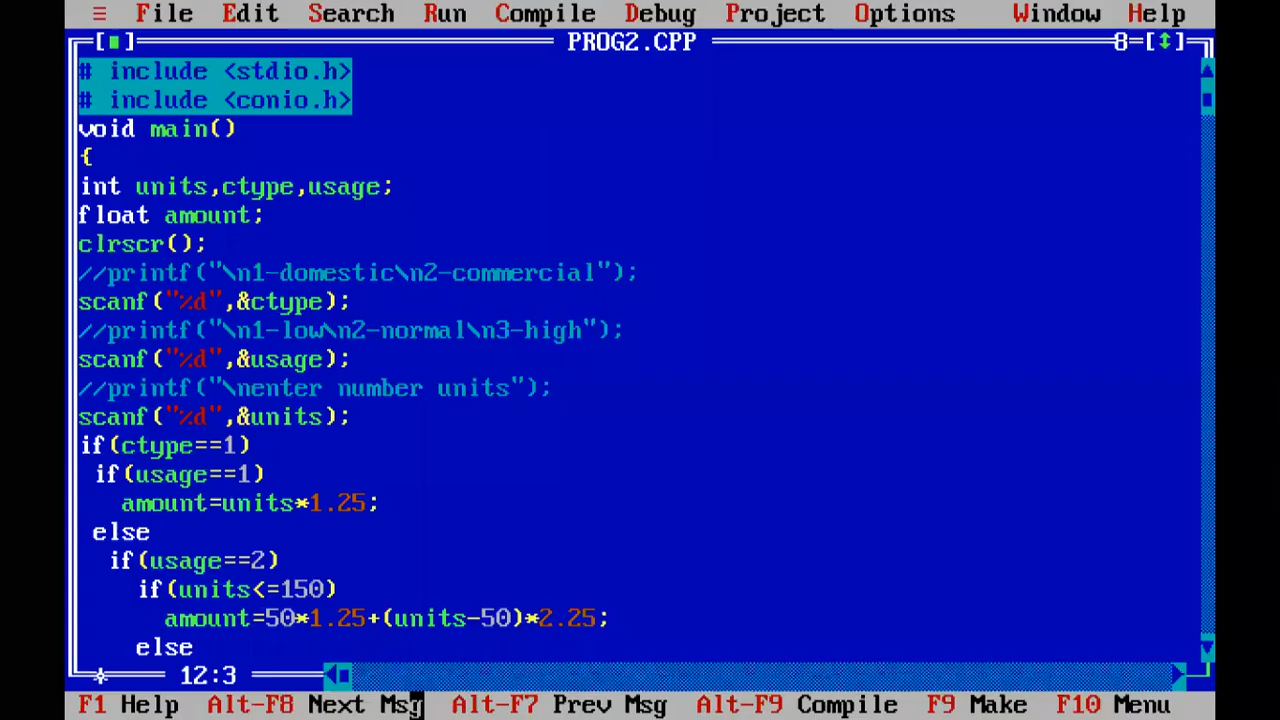 ≡ File Edit Search Run Compile Debug Project Options Window Help
[■] PROG2.CPP 8=[↕]
# include <stdio.h>
# include <conio.h>
void main()
{
int units,ctype,usage;
float amount;
clrscr();
//printf("\n1-domestic\n2-commercial");
scanf("%d",&ctype);
//printf("\n1-low\n2-normal\n3-high");
scanf("%d",&usage);
//printf("\nenter number units");
scanf("%d",&units);
if(ctype==1)
if(usage==1)
amount=units*1.25;
else
if(usage==2)
if(units<=150)
amount=50*1.25+(units-50)*2.25;
else
12:3
F1 Help Alt-F8 Next Msg Alt-F7 Prev Msg Alt-F9 Compile F9 Make F10 Menu